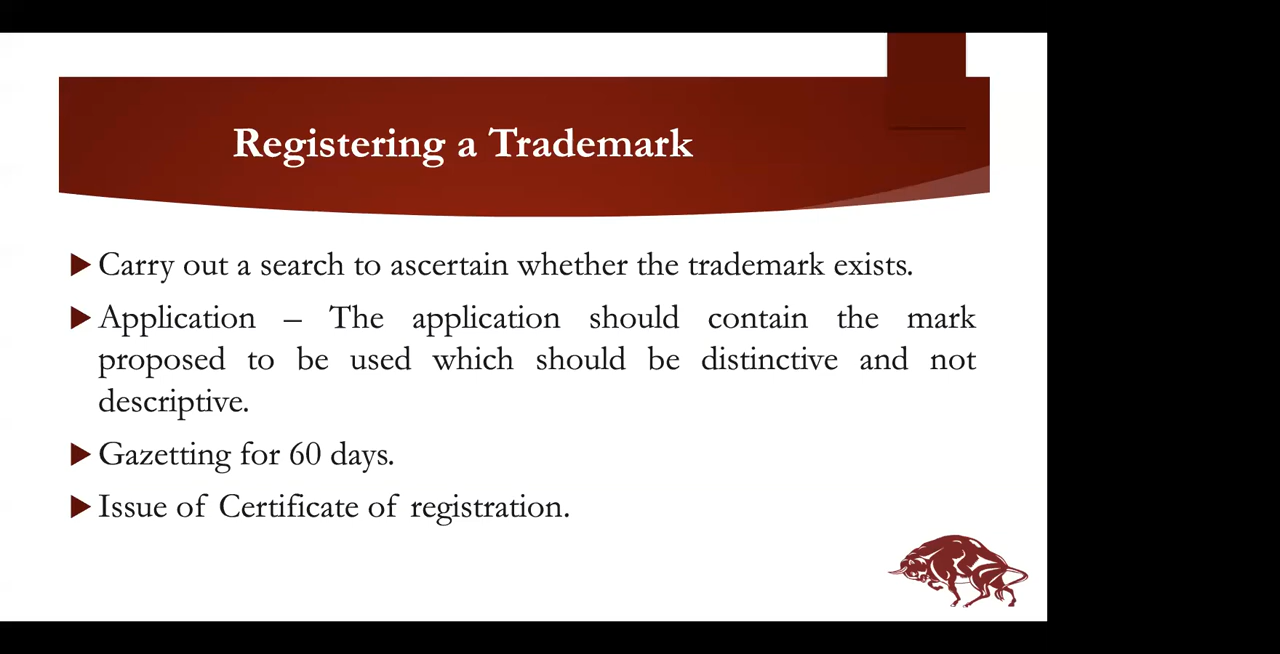 Registering a Trademark
Carry out a search to ascertain whether the trademark exists.
Application – The application should contain the mark
proposed to be used which should be distinctive and not
descriptive.
Gazetting for 60 days.
Issue of Certificate of registration.